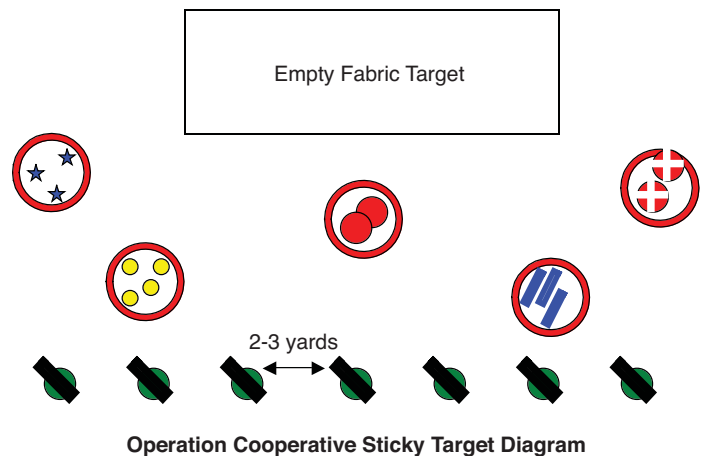 Empty Fabric Target
2-3 yards
Operation Cooperative Sticky Target Diagram